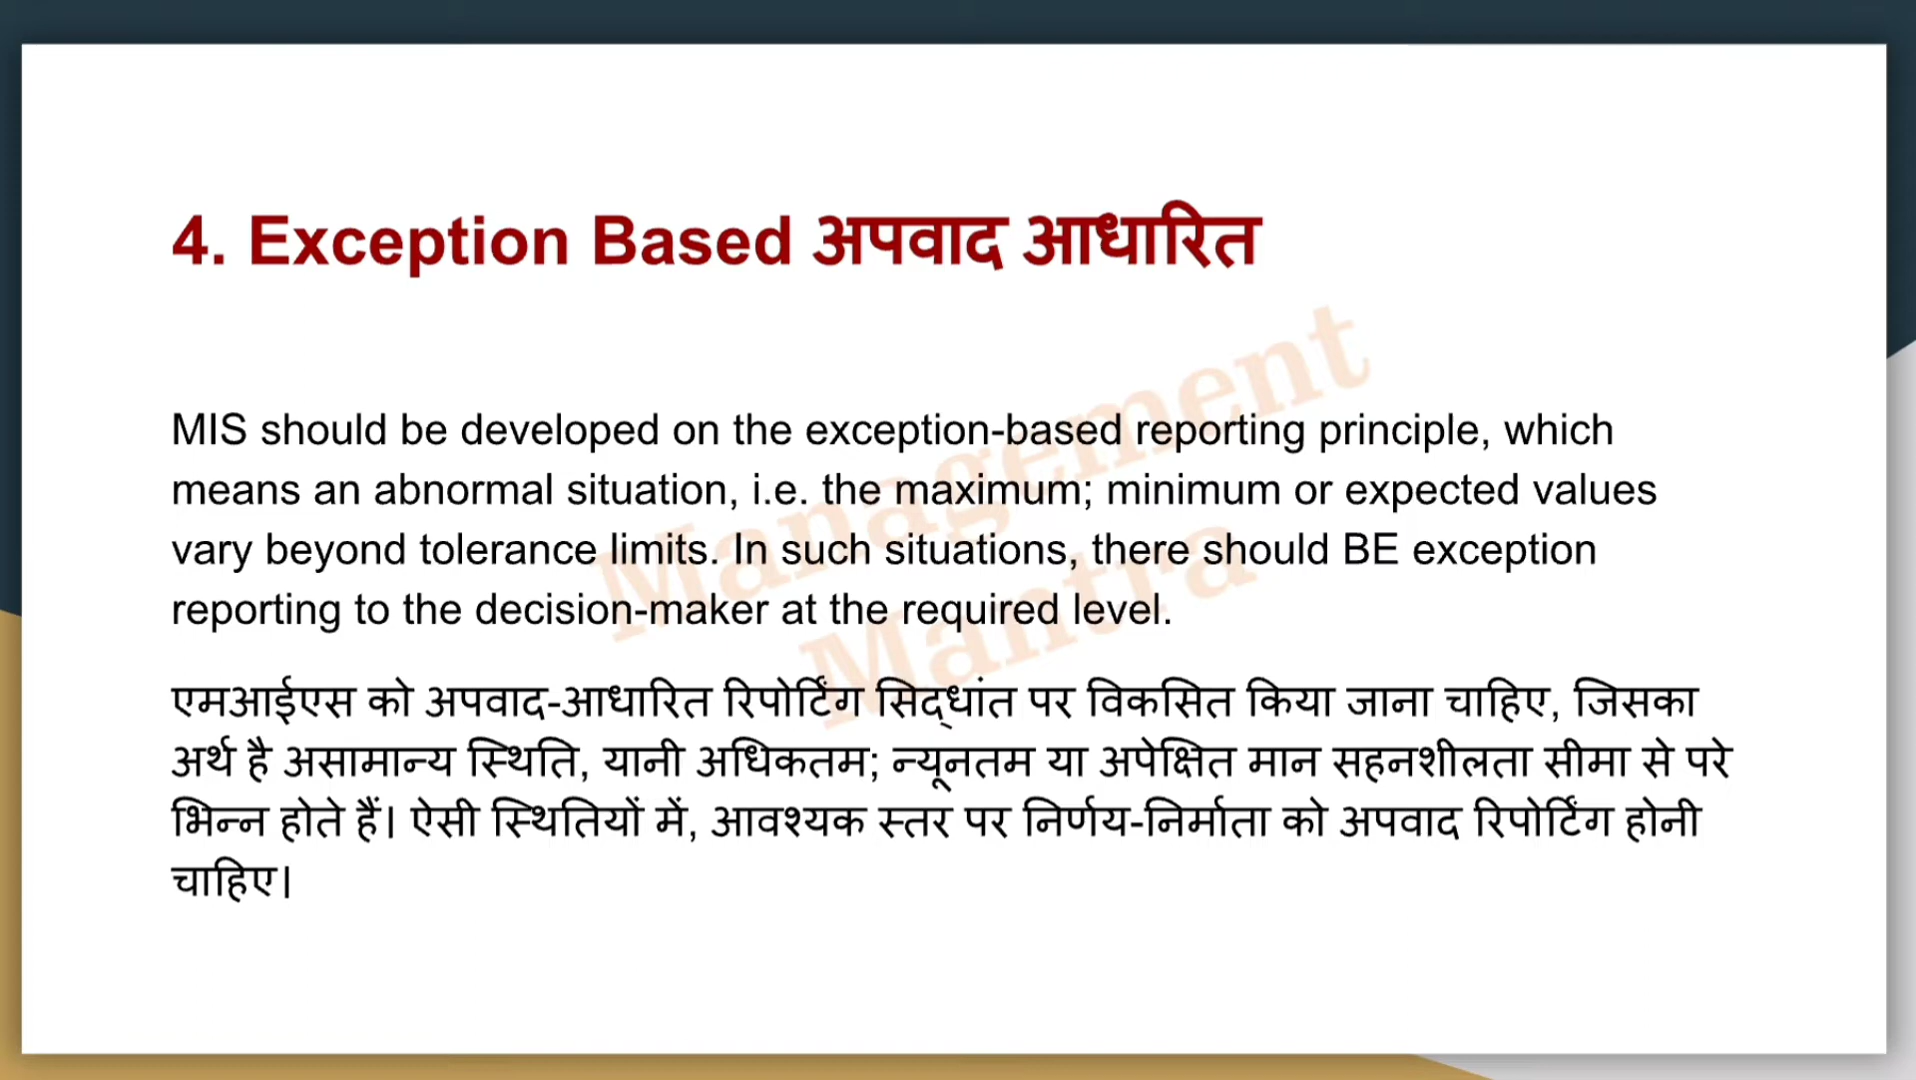 4. Exception Based अपवाद आधारित
MIS should be developed on the exception-based reporting principle, which
means an abnormal situation, i.e. the maximum; minimum or expected values
vary beyond tolerance limits. In such situations, there should BE exception
reporting to the decision-maker at the required level.
एमआईएस को अपवाद-आधारित रिपोर्टिंग सिद्धांत पर विकसित किया जाना चाहिए, जिसका
अर्थ है असामान्य स्थिति, यानी अधिकतम; न्यूनतम या अपेक्षित मान सहनशीलता सीमा से परे
भिन्न होते हैं। ऐसी स्थितियों में, आवश्यक स्तर पर निर्णय-निर्माता को अपवाद रिपोर्टिंग होनी
चाहिए।
Management
Mantra